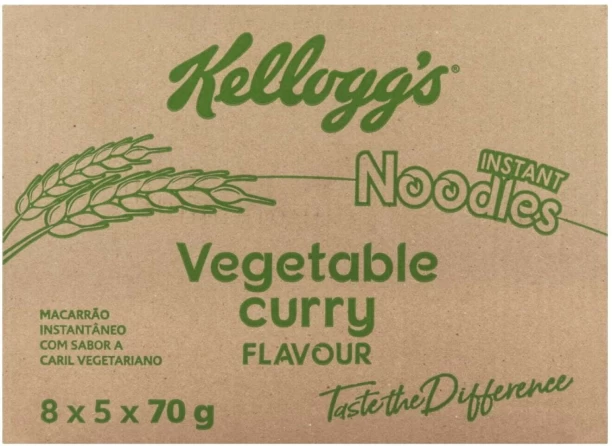 Kellogg's®
INSTANT
Noodles
Vegetable
curry
FLAVOUR
MACARRÃO
INSTANTÂNEO
COM SABOR A
CARIL VEGETARIANO
8 x 5 x 70 g
Taste the Difference